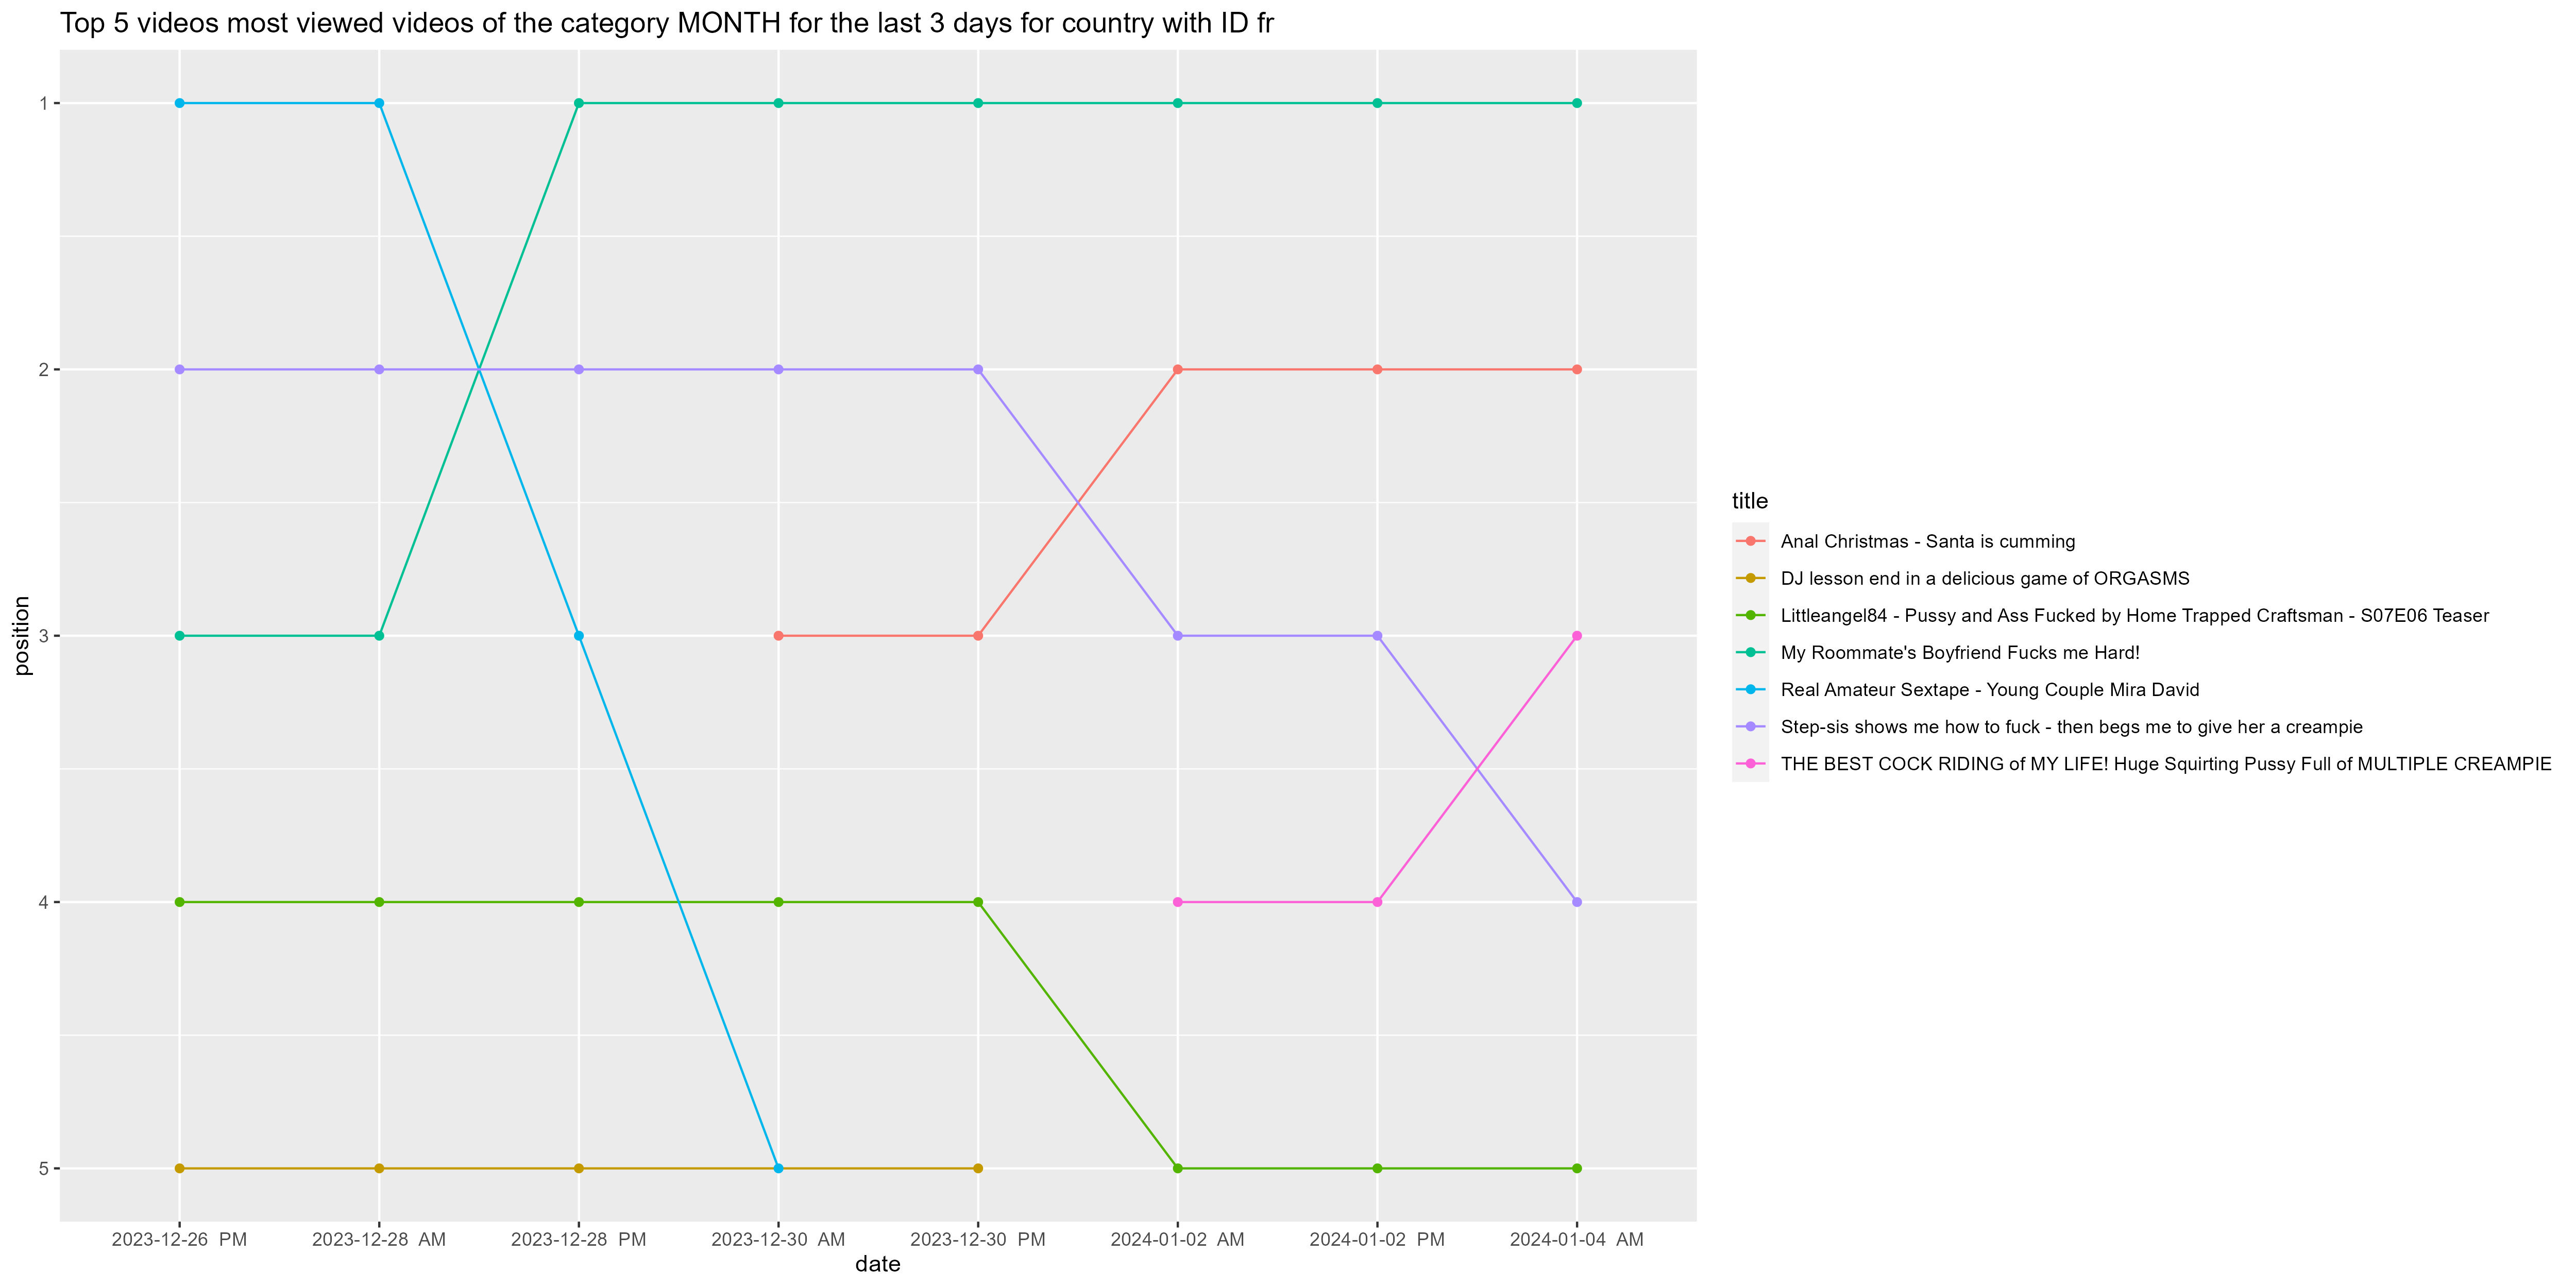 Top 5 videos most viewed videos of the category MONTH for the last 3 days for country with ID fr
1
2
3
4
5
position
2023-12-26 PM
2023-12-28 AM
2023-12-28 PM
2023-12-30 AM
2023-12-30 PM
2024-01-02 AM
2024-01-02 PM
2024-01-04 AM
date
title
Anal Christmas - Santa is cumming
DJ lesson end in a delicious game of ORGASMS
Littleangel84 - Pussy and Ass Fucked by Home Trapped Craftsman - S07E06 Teaser
My Roommate's Boyfriend Fucks me Hard!
Real Amateur Sextape - Young Couple Mira David
Step-sis shows me how to fuck - then begs me to give her a creampie
THE BEST COCK RIDING of MY LIFE! Huge Squirting Pussy Full of MULTIPLE CREAMPIE